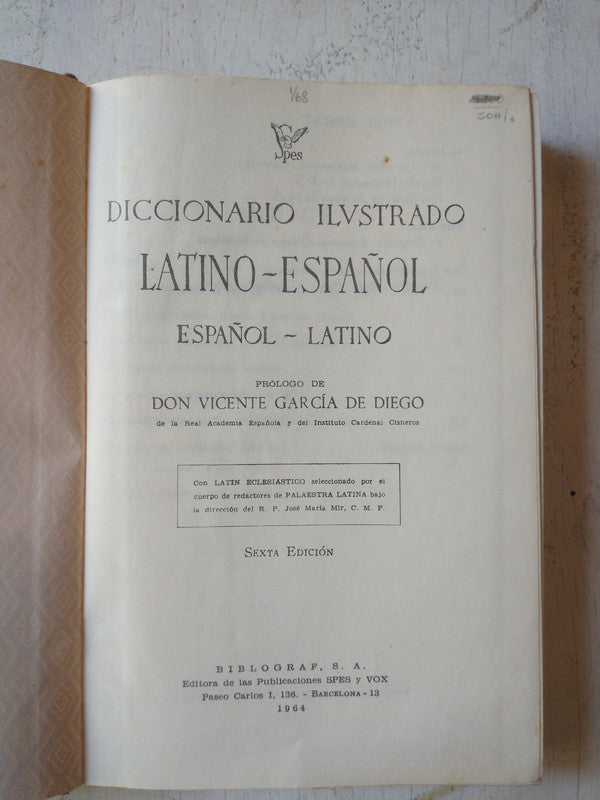 1/68
50A/.
Spes
DICCIONARIO ILVSTRADO
LATINO-ESPAÑOL
ESPAÑOL - LATINO
PRÓLOGO DE
DON VICENTE GARCÍA DE DIEGO
de la Real Academia Española y del Instituto Cardenal Cisneros
Con LATÍN ECLESIÁSTICO seleccionado por el
cuerpo de redactores de PALAESTRA LATINA bajo
la dirección del R. P. José María Mir, C. M. F.
SEXTA EDICIÓN
BIBLOGRAF, S. A.
Editora de las Publicaciones SPES y VOX
Paseo Carlos I, 136. - BARCELONA - 13
1964